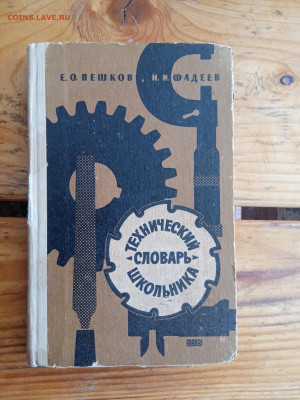 COINS.LAVE.RU
Е.О.ПЕШКОВ, Н.И.ФАДЕЕВ
ТЕХНИЧЕСКИЙ
СЛОВАРЬ
ШКОЛЬНИКА